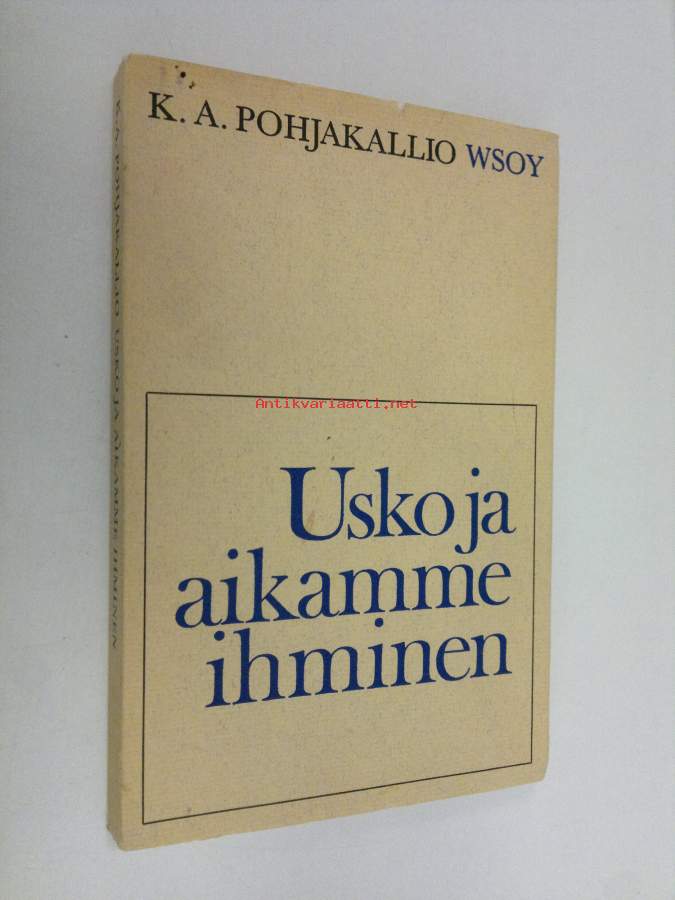 K. A. POHJAKALLIO WSOY
Antikvariaatti.net
Usko ja
aikamme
ihminen
K. A. POHJAKALLIO USKO JA AIKAMME IHMINEN